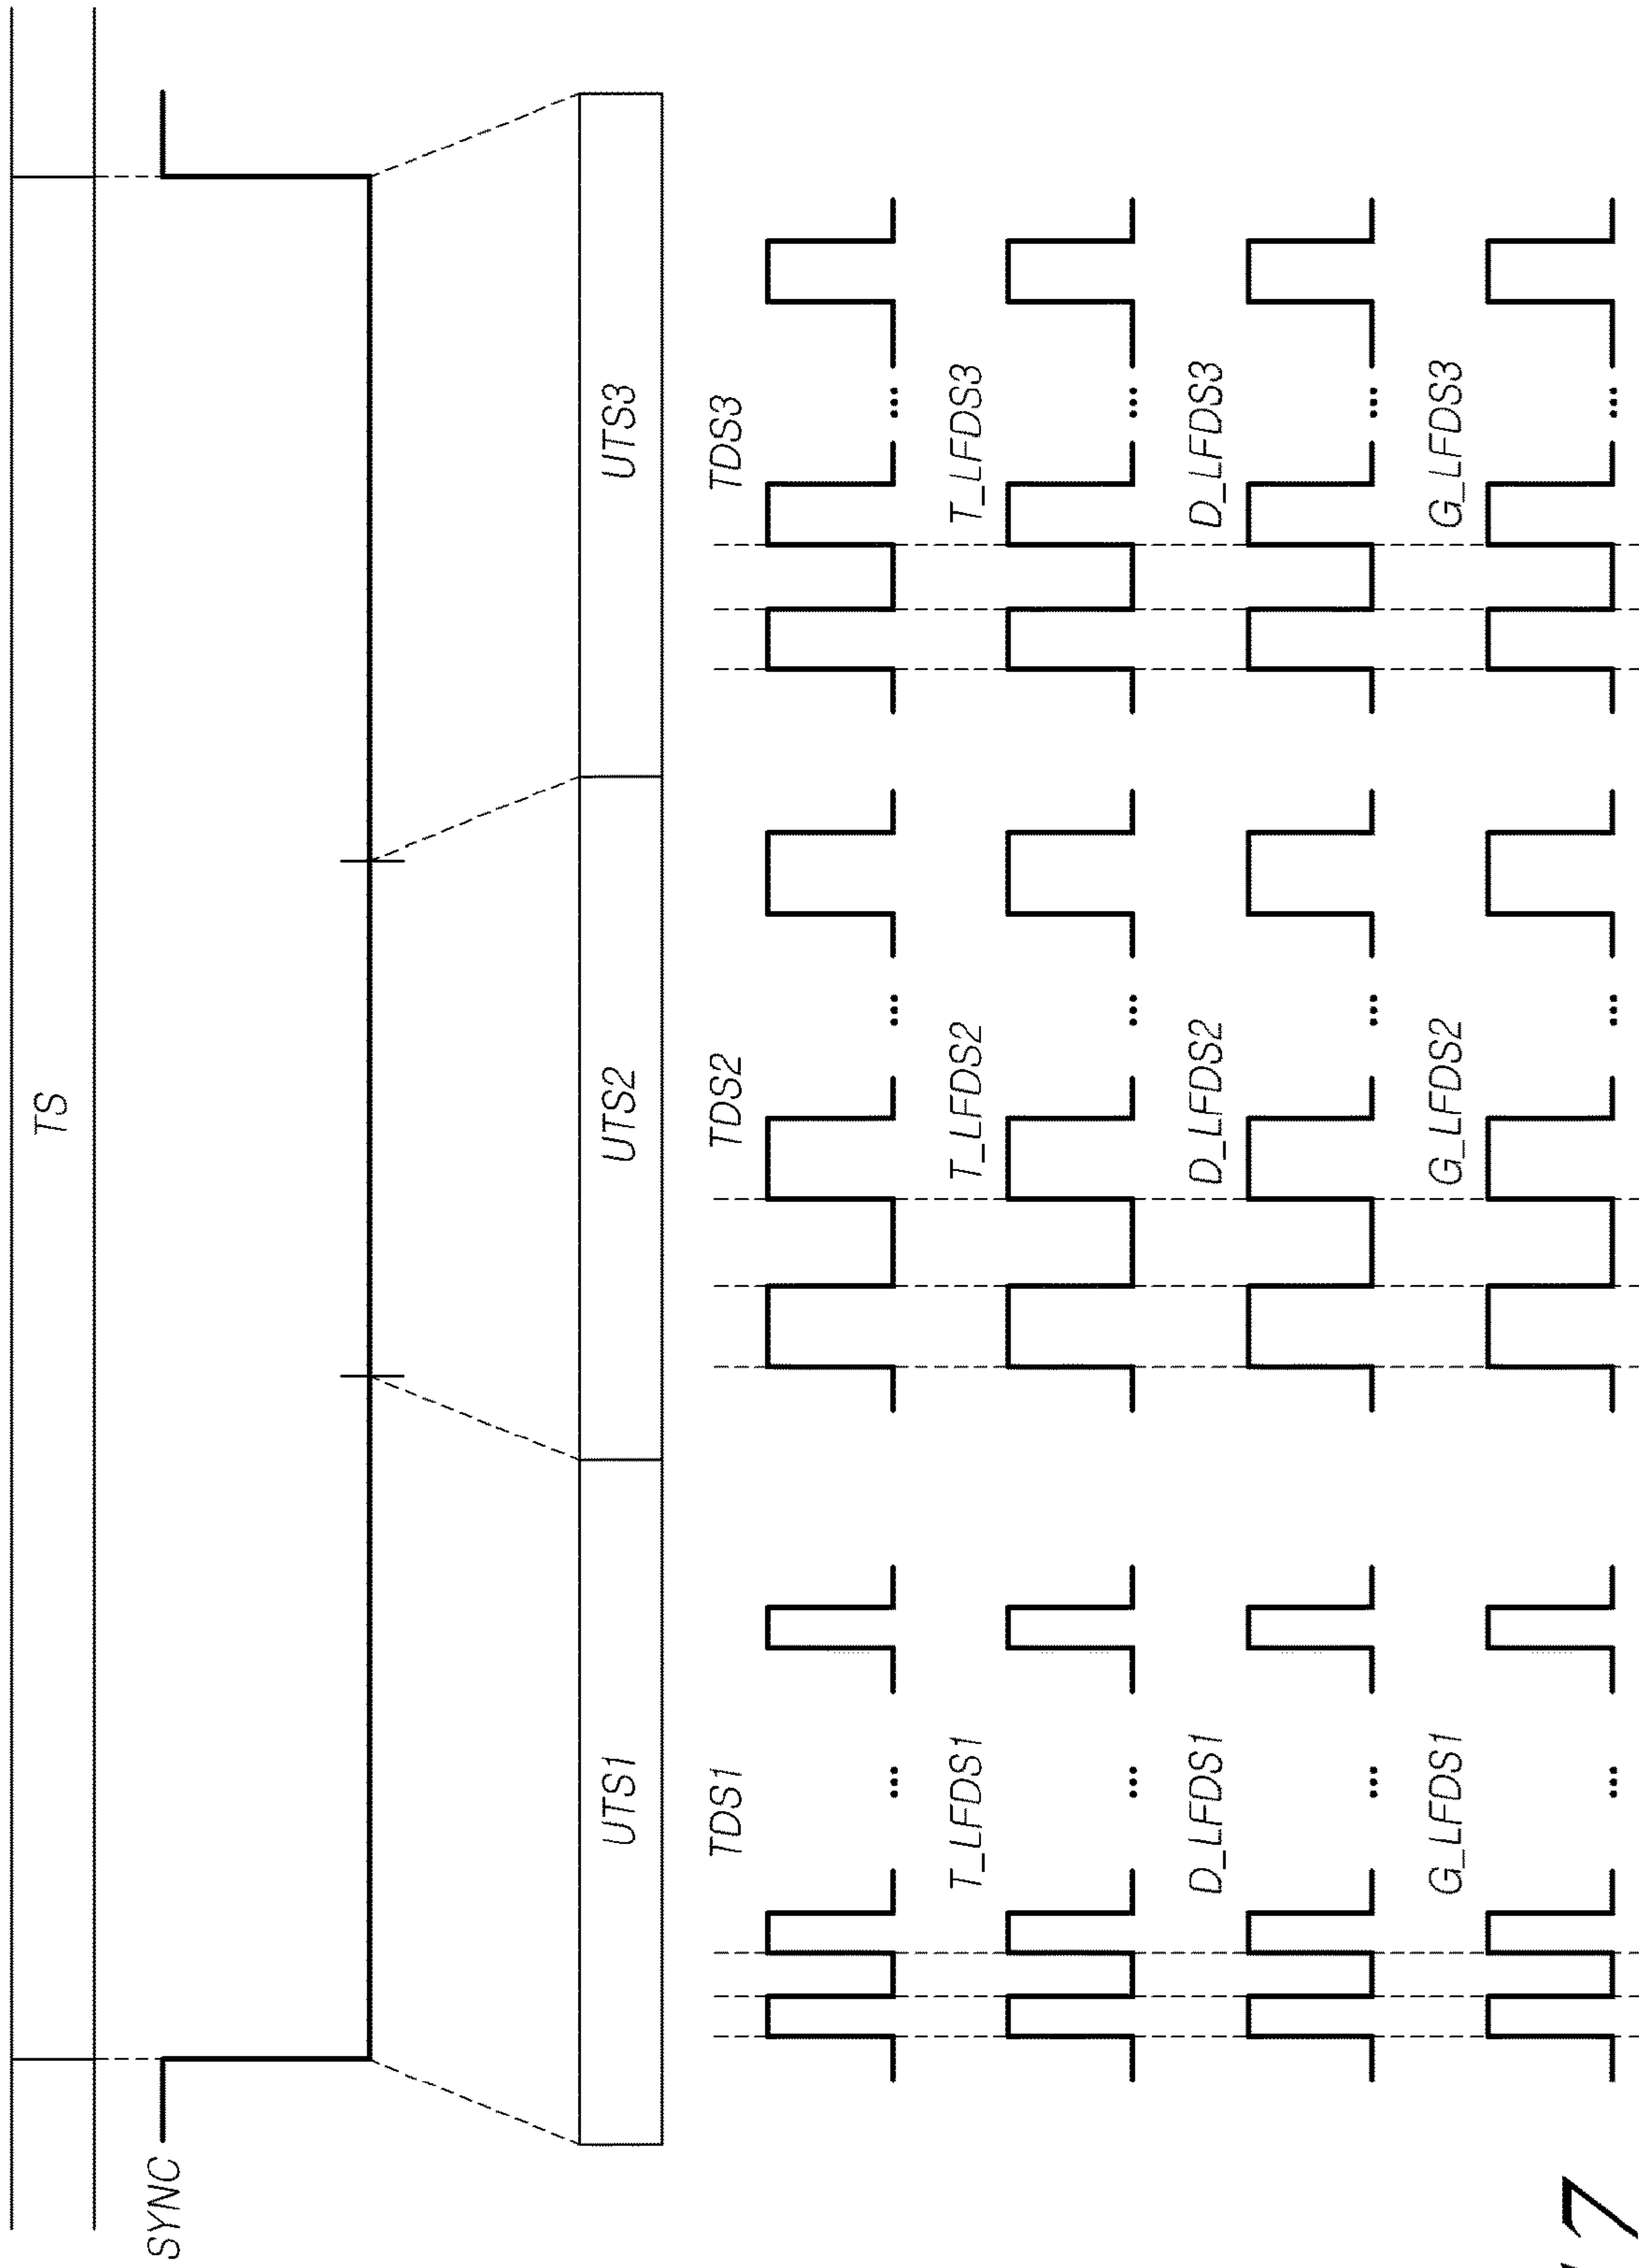 TS
SYNC
UTS1 UTS2 UTS3
TDS1 TDS2 TDS3
T_LFDS1 T_LFDS2 T_LFDS3
D_LFDS1 D_LFDS2 D_LFDS3
G_LFDS1 G_LFDS2 G_LFDS3